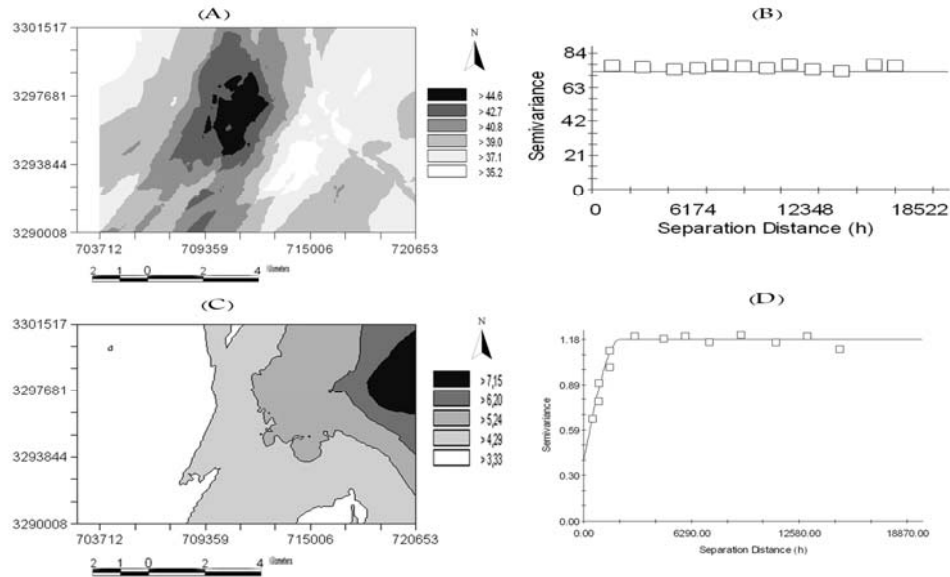 (A)
3301517
3297681
3293844
3290008
703712 709359 715006 720653
N
> 44.6
> 42.7
> 40.8
> 39.0
> 37.1
> 35.2
2 1 0 2 4 Kilometers
(B)
Semivariance
84
63
42
21
0
0 6174 12348 18522
Separation Distance (h)
(C)
3301517
3297681
3293844
3290008
703712 709359 715006 720653
N
> 7,15
> 6,20
> 5,24
> 4,29
> 3,33
2 1 0 2 4 Kilometers
(D)
Semivariance
1.18
0.89
0.59
0.30
0.00
0.00 6290.00 12580.00 18870.00
Separation Distance (h)